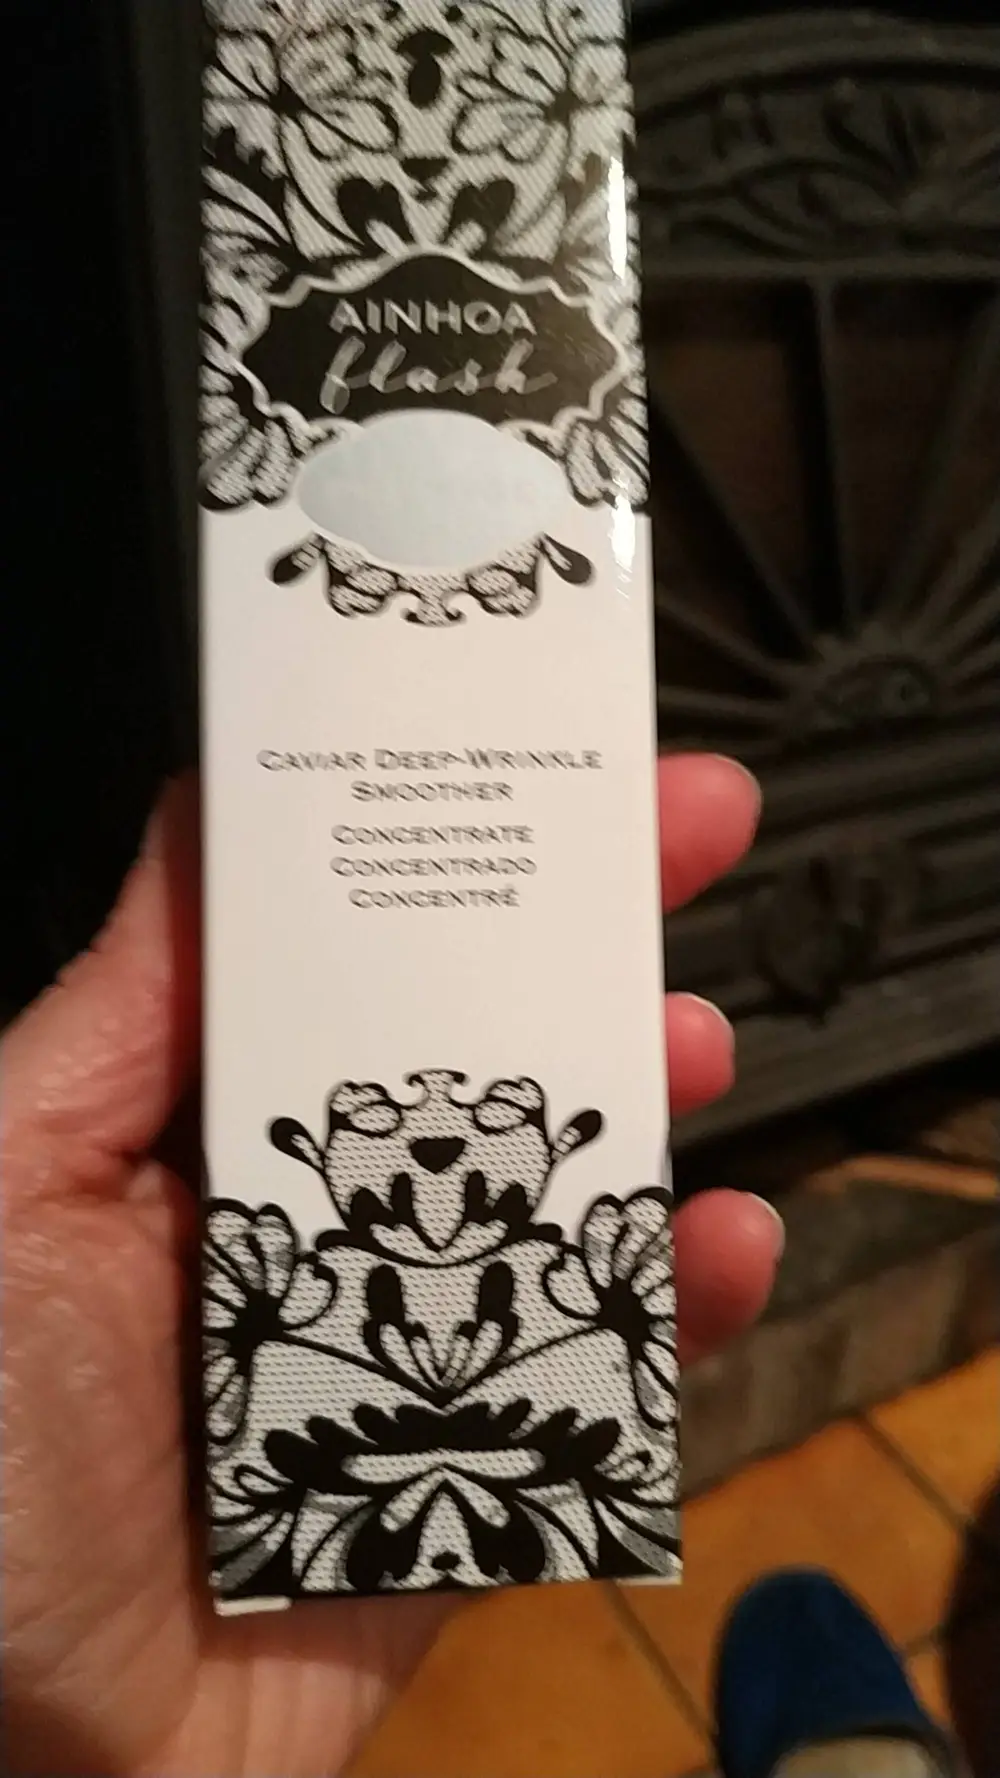 AINHOA
flash
CAVIAR DEEP-WRINKLE
SMOOTHER
CONCENTRATE
CONCENTRADO
CONCENTRÉ